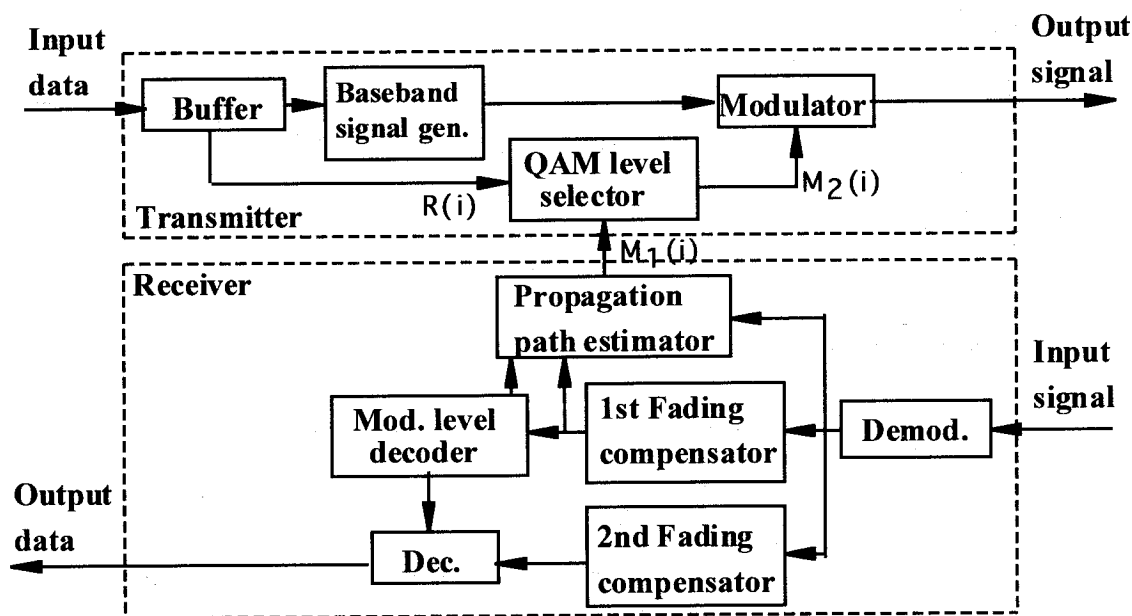 Input
data
Output
signal
Buffer
Baseband
signal gen.
Modulator
QAM level
selector
R(i)
M2(i)
Transmitter
M1(i)
Receiver
Propagation
path estimator
Input
signal
Mod. level
decoder
1st Fading
compensator
Demod.
Output
data
Dec.
2nd Fading
compensator